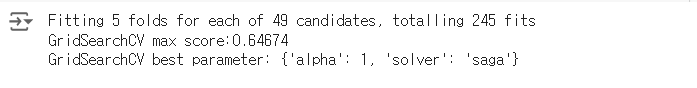 Fitting 5 folds for each of 49 candidates, totalling 245 fits
GridSearchCV max score:0.64674
GridSearchCV best parameter: {'alpha': 1, 'solver': 'saga'}